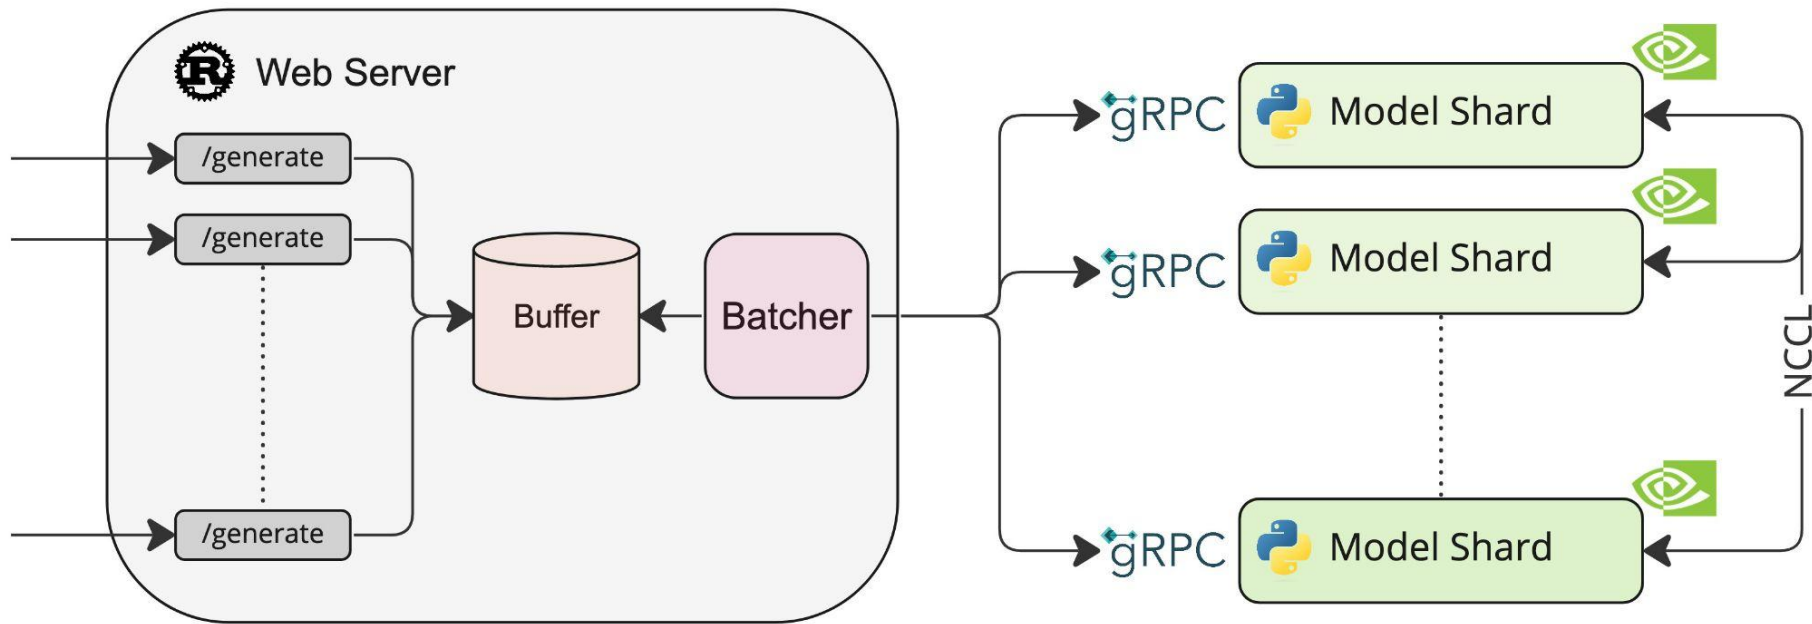 Web Server
/generate
/generate
/generate
Buffer
Batcher
gRPC
Model Shard
gRPC
Model Shard
gRPC
Model Shard
NCCL